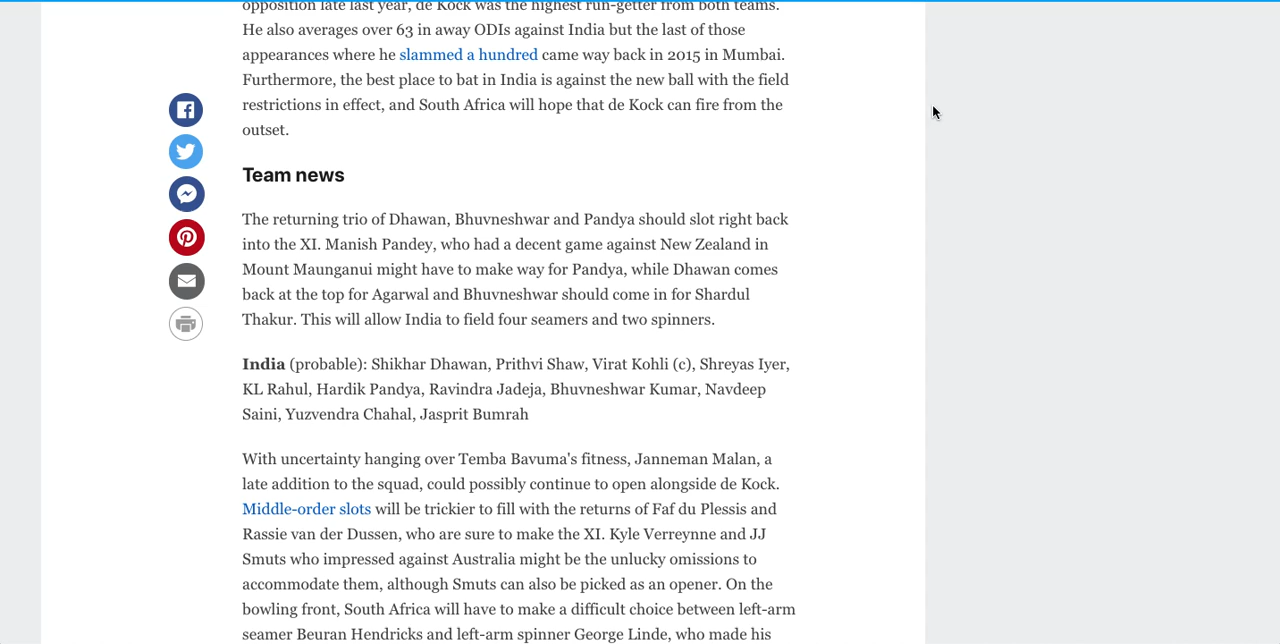 opposition late last year, de Kock was the highest run-getter from both teams.
He also averages over 63 in away ODIs against India but the last of those
appearances where he slammed a hundred came way back in 2015 in Mumbai.
Furthermore, the best place to bat in India is against the new ball with the field
restrictions in effect, and South Africa will hope that de Kock can fire from the
outset.
Team news
The returning trio of Dhawan, Bhuvneshwar and Pandya should slot right back
into the XI. Manish Pandey, who had a decent game against New Zealand in
Mount Maunganui might have to make way for Pandya, while Dhawan comes
back at the top for Agarwal and Bhuvneshwar should come in for Shardul
Thakur. This will allow India to field four seamers and two spinners.
India (probable): Shikhar Dhawan, Prithvi Shaw, Virat Kohli (c), Shreyas Iyer,
KL Rahul, Hardik Pandya, Ravindra Jadeja, Bhuvneshwar Kumar, Navdeep
Saini, Yuzvendra Chahal, Jasprit Bumrah
With uncertainty hanging over Temba Bavuma's fitness, Janneman Malan, a
late addition to the squad, could possibly continue to open alongside de Kock.
Middle-order slots will be trickier to fill with the returns of Faf du Plessis and
Rassie van der Dussen, who are sure to make the XI. Kyle Verreynne and JJ
Smuts who impressed against Australia might be the unlucky omissions to
accommodate them, although Smuts can also be picked as an opener. On the
bowling front, South Africa will have to make a difficult choice between left-arm
seamer Beuran Hendricks and left-arm spinner George Linde, who made his